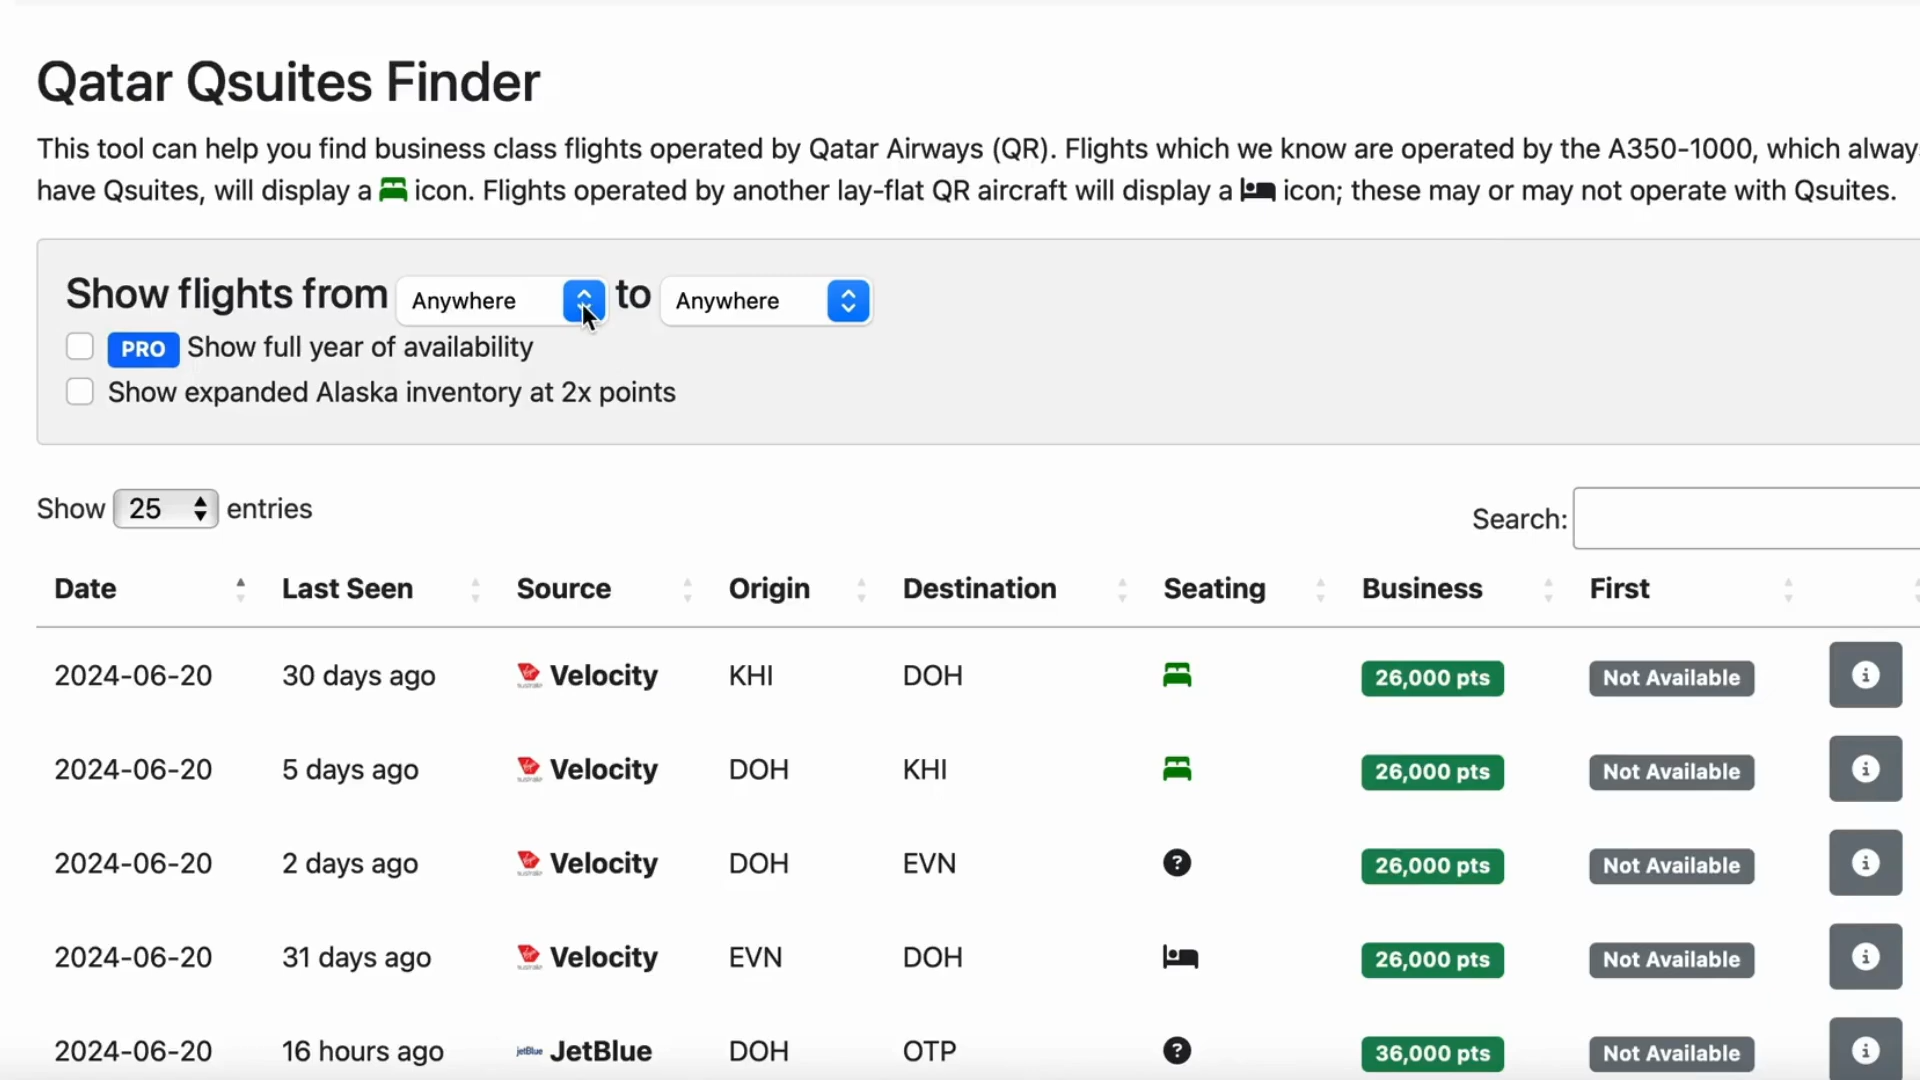 Qatar Qsuites Finder
This tool can help you find business class flights operated by Qatar Airways (QR). Flights which we know are operated by the A350-1000, which
have Qsuites, will display a icon. Flights operated by another lay-flat QR aircraft will display a icon; these may or may not operate with Qsuites.
Show flights from Anywhere to Anywhere
PRO Show full year of availability
Show expanded Alaska inventory at 2x points
Show 25 entries
Search:
Date Last Seen Source Origin Destination Seating Business First
2024-06-20 30 days ago Velocity KHI DOH 26,000 pts Not Available
2024-06-20 5 days ago Velocity DOH KHI 26,000 pts Not Available
2024-06-20 2 days ago Velocity DOH EVN 26,000 pts Not Available
2024-06-20 31 days ago Velocity EVN DOH 26,000 pts Not Available
2024-06-20 16 hours ago jetBlue JetBlue DOH OTP 36,000 pts Not Available